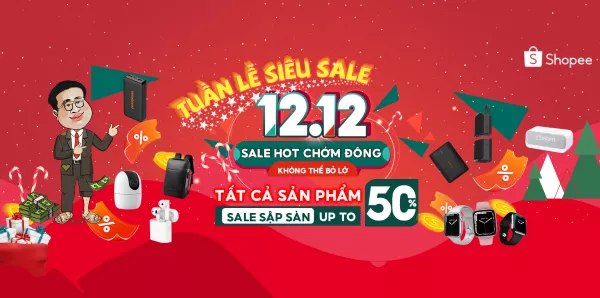 Shopee
TUẦN LỄ SIÊU SALE
12.12
SALE HOT CHỚM ĐÔNG
KHÔNG THỂ BỎ LỠ
TẤT CẢ SẢN PHẨM
SALE SẬP SÀN UP TO
50%
%
%
%